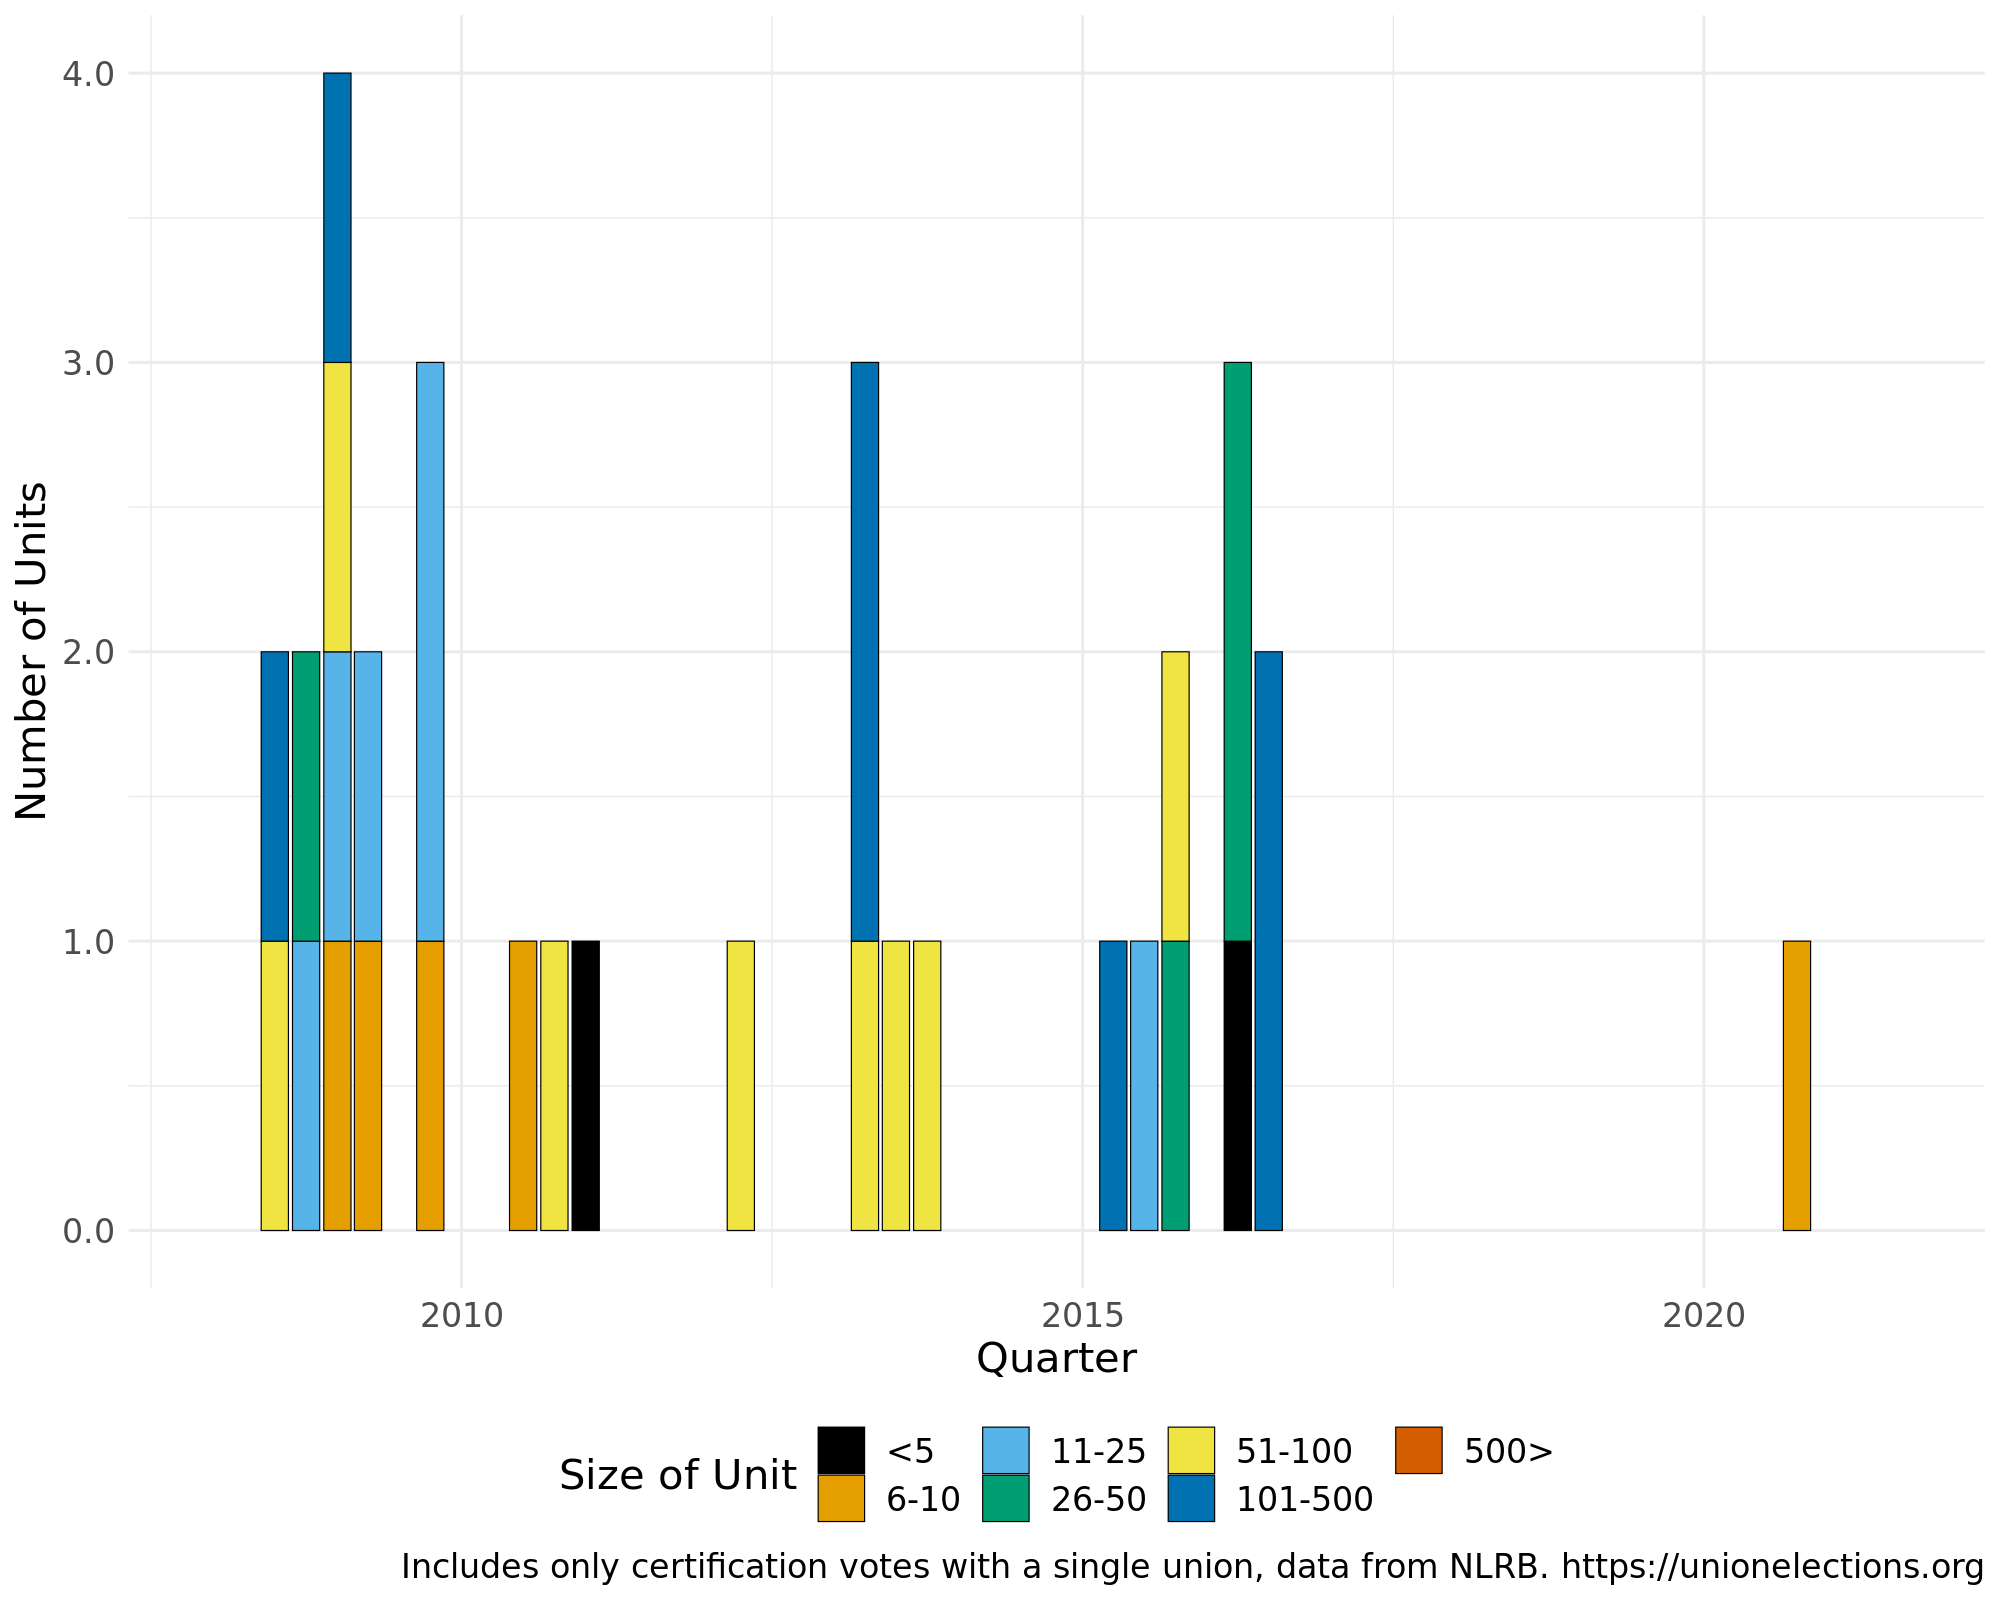 4.0
3.0
2.0
1.0
0.0
Number of Units
2010 2015 2020
Quarter
Size of Unit
<5 11-25 51-100 500>
6-10 26-50 101-500
Includes only certification votes with a single union, data from NLRB. https://unionelections.org